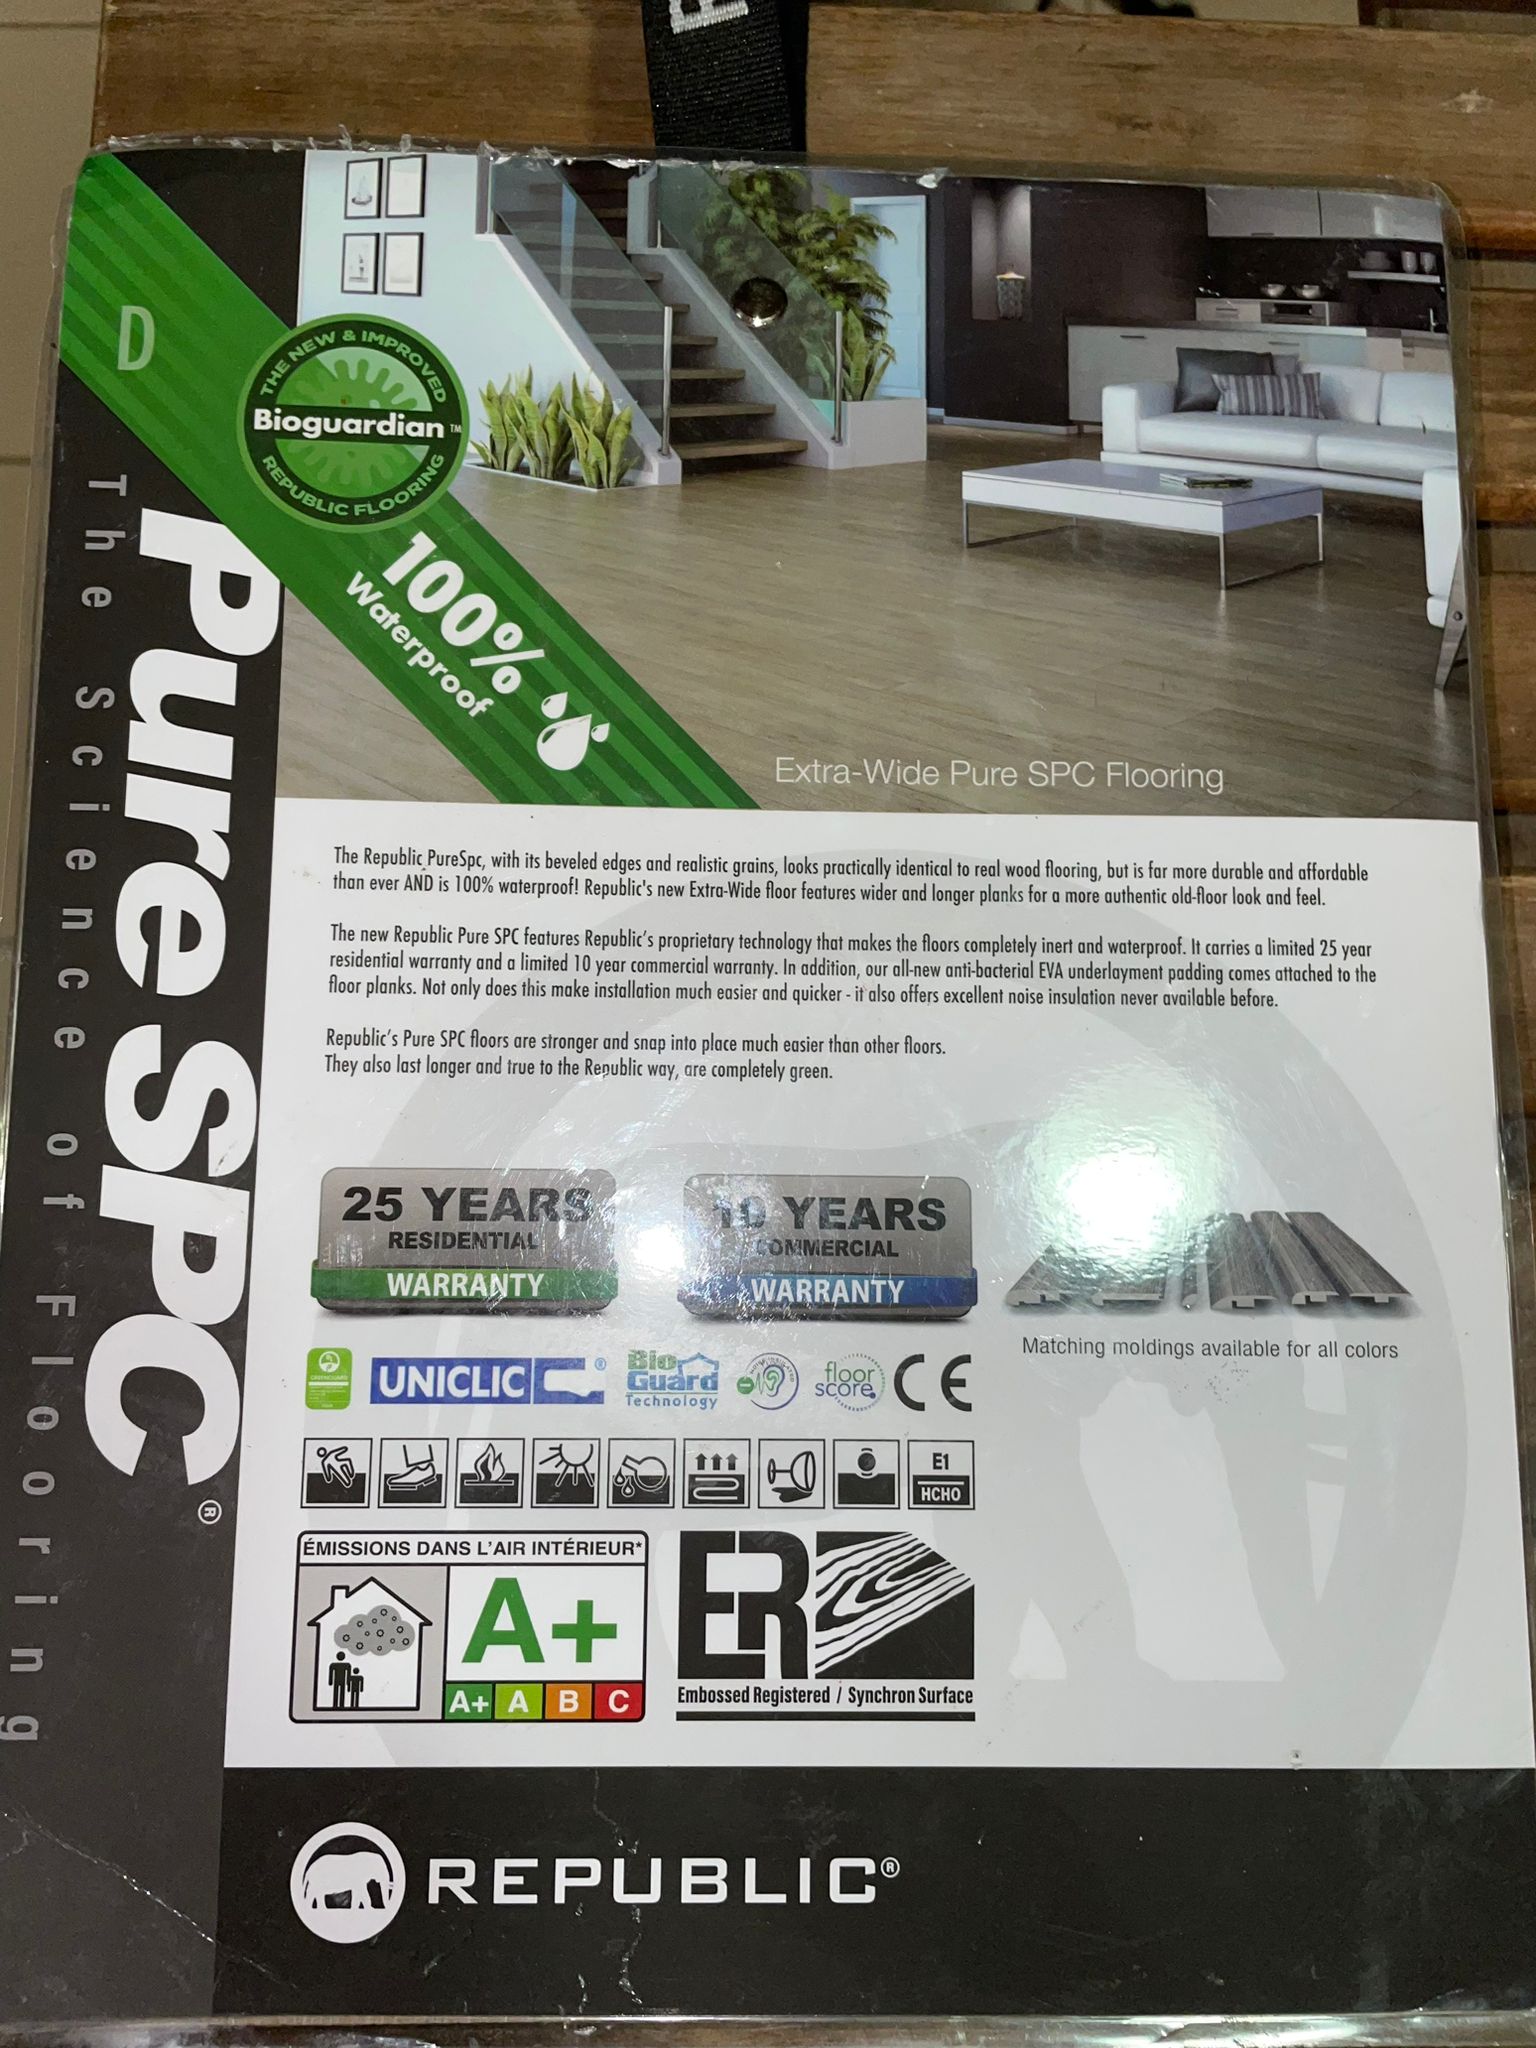 D
THE NEW & IMPROVED
Bioguardian™
REPUBLIC FLOORING
100%
Waterproof
Pure SPC®
The Science of Flooring
Extra-Wide Pure SPC Flooring
The Republic PureSpc, with its beveled edges and realistic grains, looks practically identical to real wood flooring, but is far more durable and affordable
than ever AND is 100% waterproof! Republic's new Extra-Wide floor features wider and longer planks for a more authentic old-floor look and feel.
The new Republic Pure SPC features Republic's proprietary technology that makes the floors completely inert and waterproof. It carries a limited 25 year
residential warranty and a limited 10 year commercial warranty. In addition, our all-new anti-bacterial EVA underlayment padding comes attached to the
floor planks. Not only does this make installation much easier and quicker - it also offers excellent noise insulation never available before.
Republic's Pure SPC floors are stronger and snap into place much easier than other floors.
They also last longer and true to the Republic way, are completely green.
25 YEARS
RESIDENTIAL
WARRANTY
10 YEARS
COMMERCIAL
WARRANTY
Matching moldings available for all colors
GREENGUARD
UNICLIC®
Bio
Guard
Technology
floor
score
CE
E1
HCHO
ÉMISSIONS DANS L'AIR INTÉRIEUR*
A+
A+ A B C
ER
Embossed Registered / Synchron Surface
REPUBLIC®